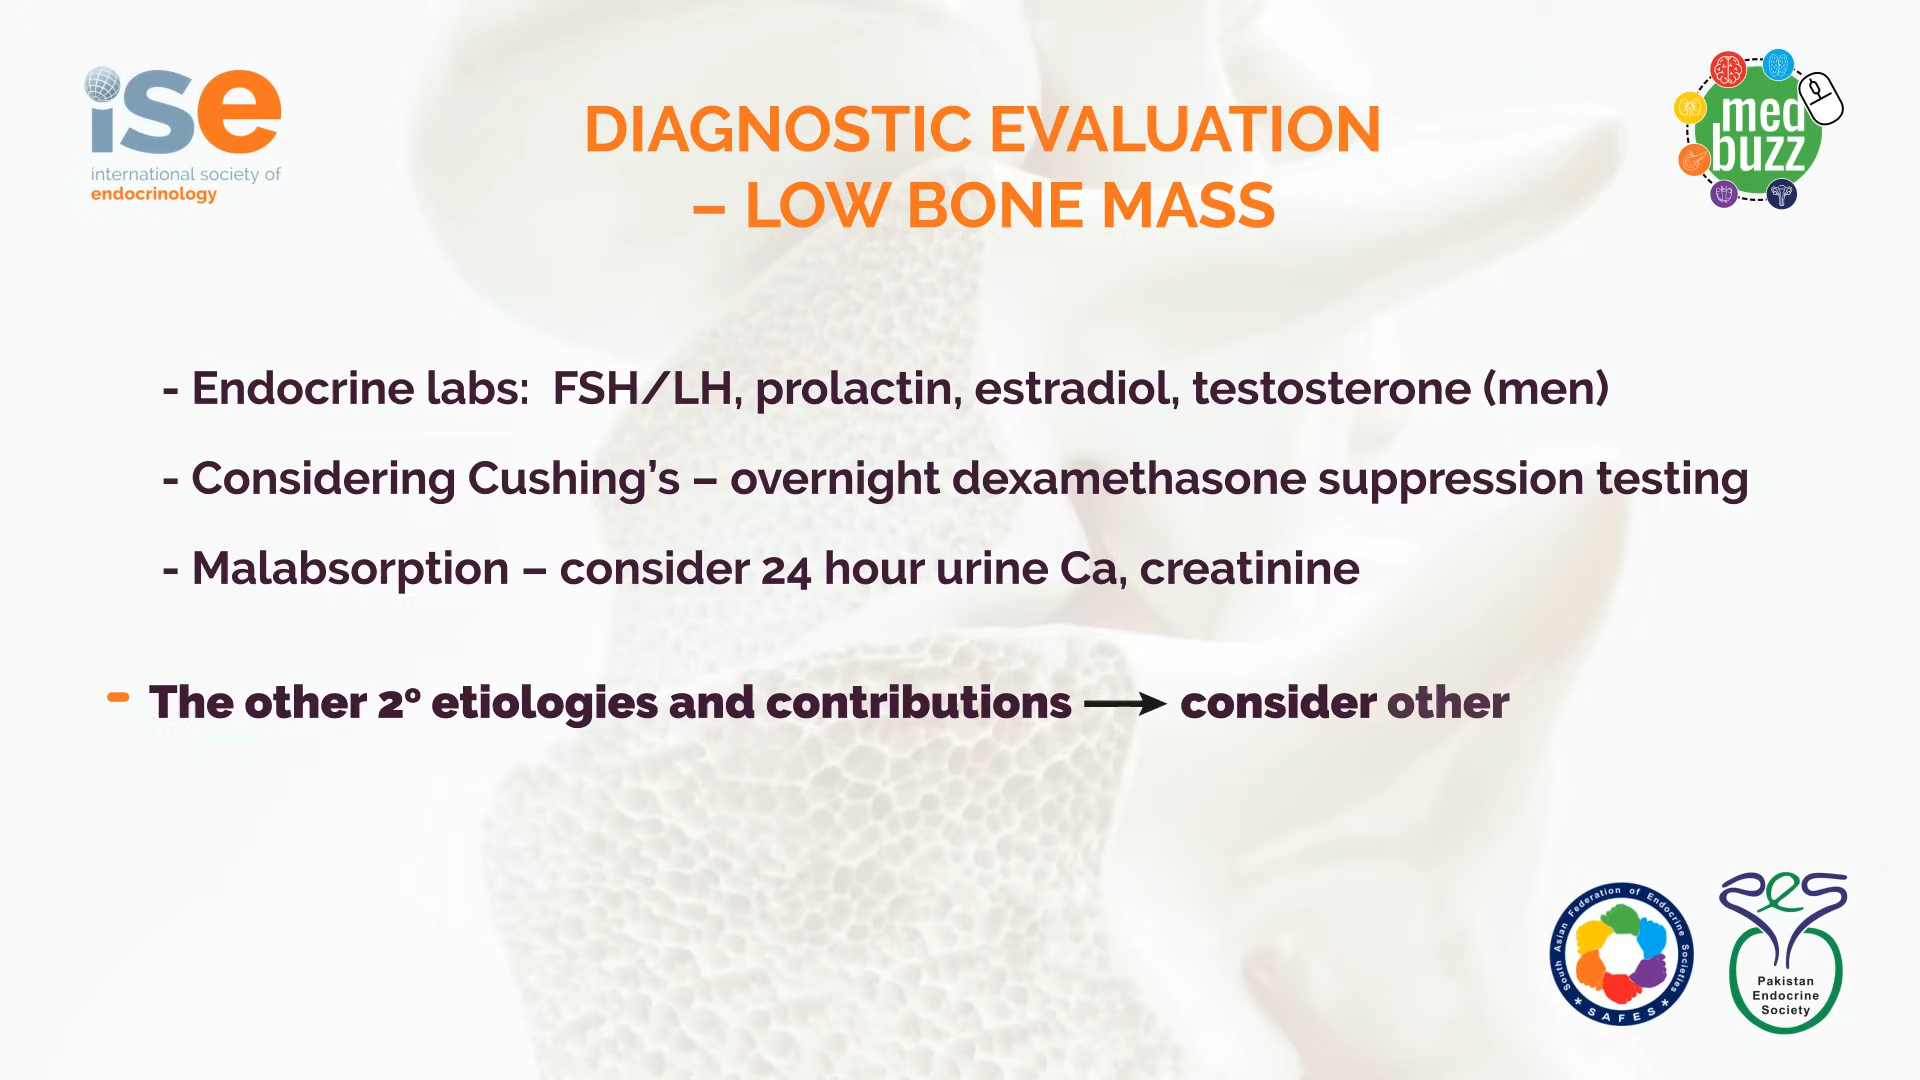 ise
international society of
endocrinology
DIAGNOSTIC EVALUATION
– LOW BONE MASS
med
buzz
- Endocrine labs:  FSH/LH, prolactin, estradiol, testosterone (men)
- Considering Cushing’s – overnight dexamethasone suppression testing
- Malabsorption – consider 24 hour urine Ca, creatinine
- The other 2º etiologies and contributions ⟶ consider other
South Asian Federation of Endocrine Societies
* SAFES *
PES
Pakistan
Endocrine
Society